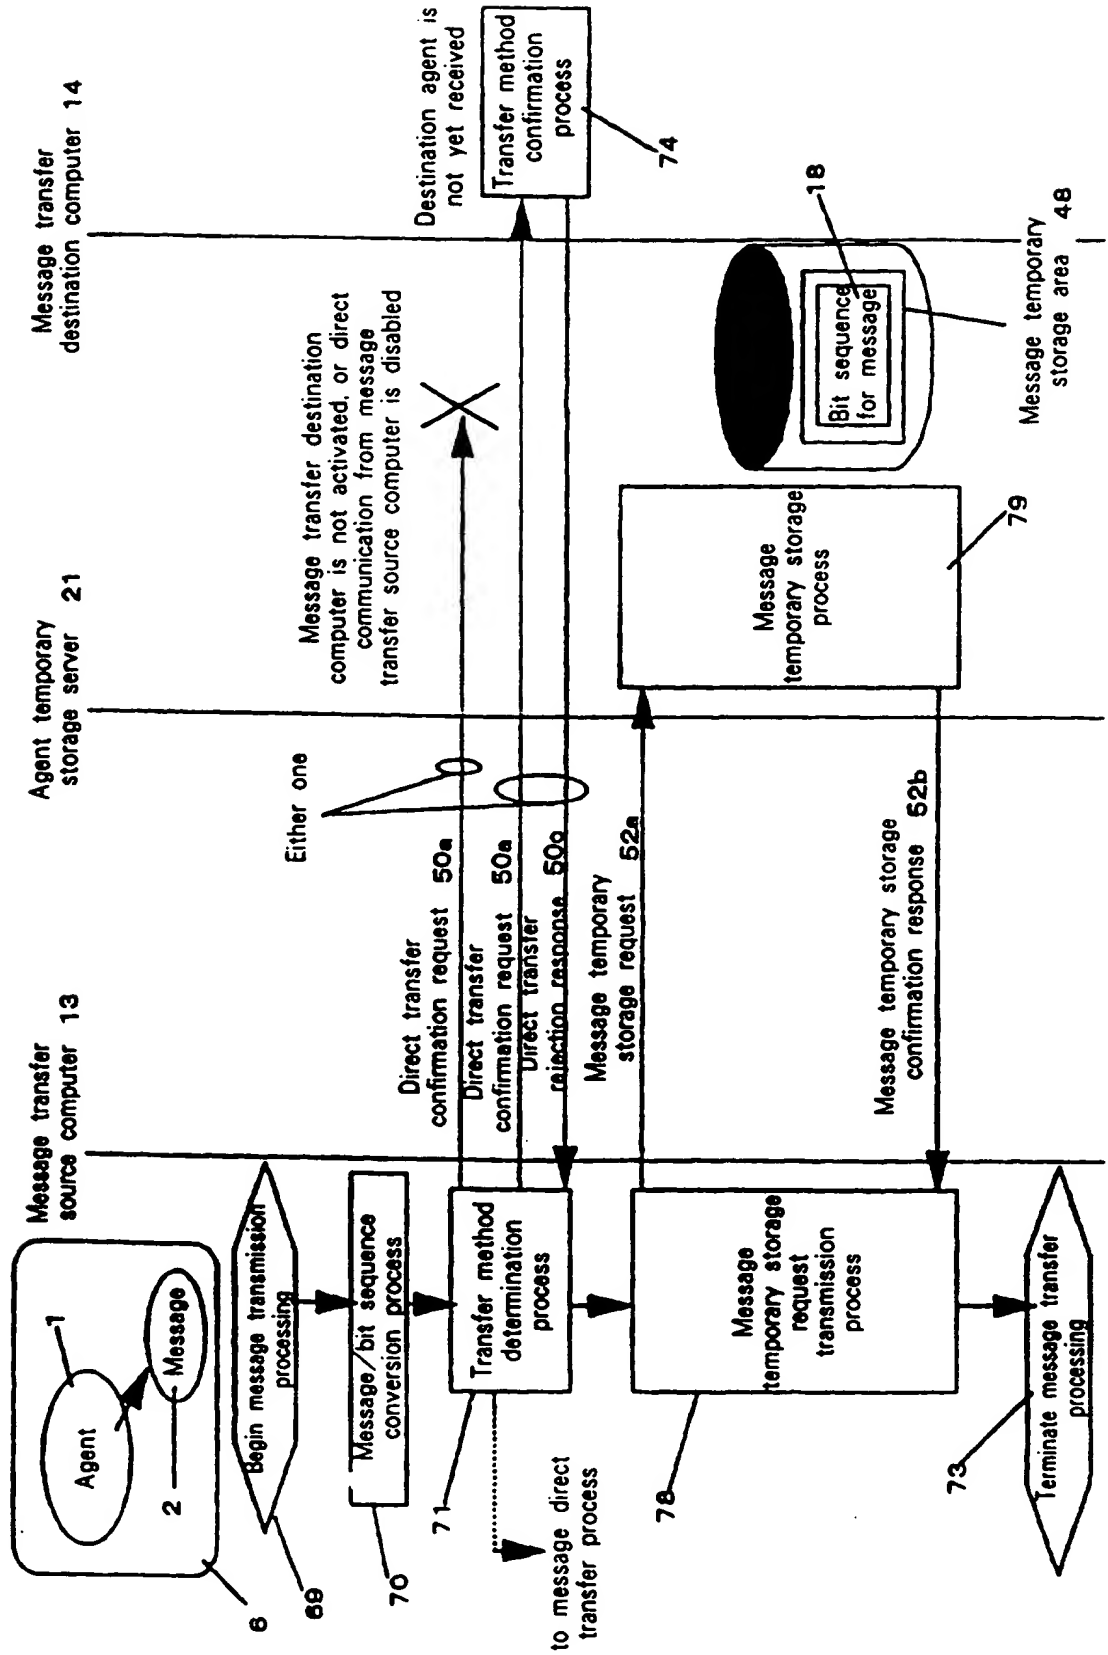 Message transfer
source computer 13
Agent temporary
storage server 21
Message transfer
destination computer 14
1
Agent
Message
2
6
Begin message transmission
processing
69
Message/bit sequence
conversion process
70
Transfer method
determination
process
71
to message direct
transfer process
Direct transfer
confirmation request 50a
Direct transfer
confirmation request 50a
Direct transfer
rejection response 50c
Either one
Message transfer destination
computer is not activated, or direct
communication from message
transfer source computer is disabled
Destination agent is
not yet received
Transfer method
confirmation
process
74
Message temporary
storage request 52a
Message
temporary storage
request
transmission
process
78
Message
temporary storage
process
79
Bit sequence
for message
18
Message temporary
storage area 48
Message temporary storage
confirmation response 52b
Terminate message transfer
processing
73